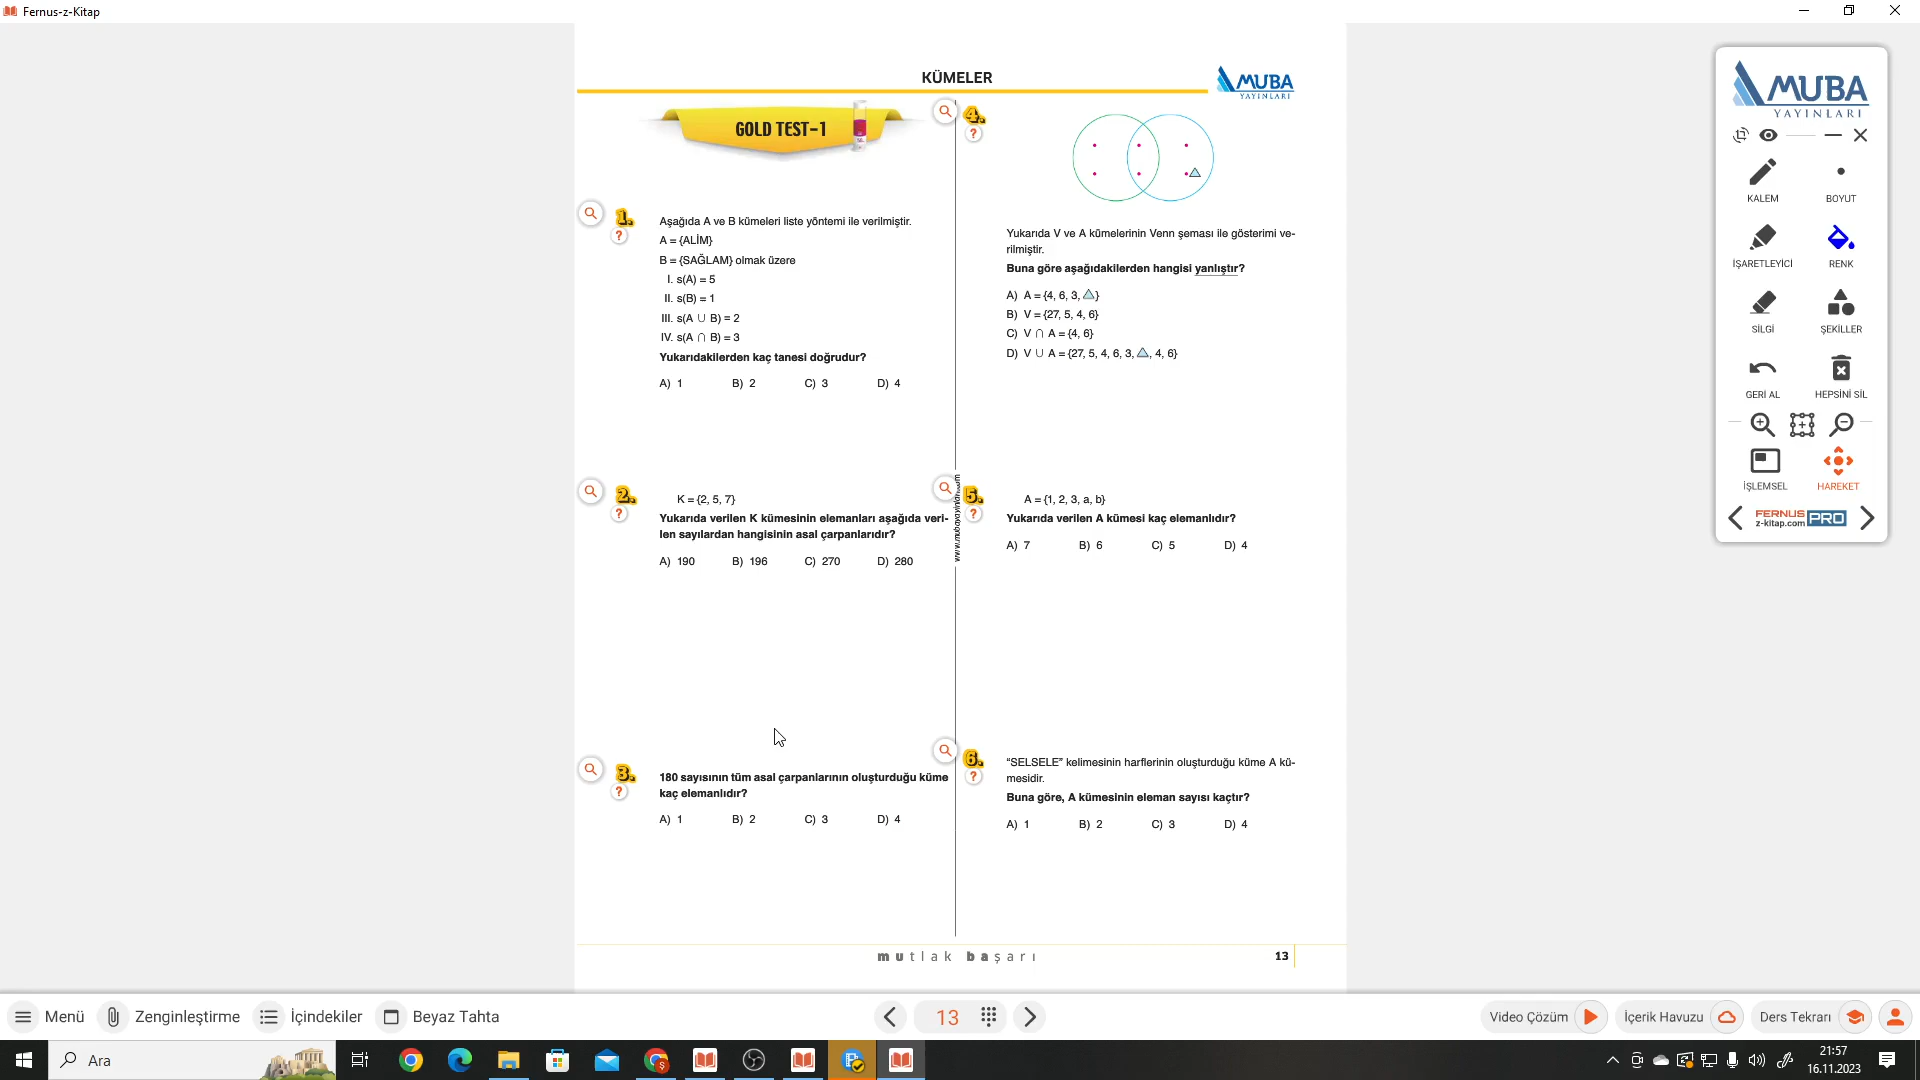 Fernus-z-Kitap
KÜMELER
MUBA
YAYINLARI
GOLD TEST-1
1.
?
Aşağıda A ve B kümeleri liste yöntemi ile verilmiştir.
A = {ALİM}
B = {SAĞLAM} olmak üzere
I. s(A) = 5
II. s(B) = 1
III. s(A ∪ B) = 2
IV. s(A ∩ B) = 3
Yukarıdakilerden kaç tanesi doğrudur?
A) 1 B) 2 C) 3 D) 4
2.
?
K = {2, 5, 7}
Yukarıda verilen K kümesinin elemanları aşağıda veri-
len sayılardan hangisinin asal çarpanlarıdır?
A) 190 B) 196 C) 270 D) 280
3.
?
180 sayısının tüm asal çarpanlarının oluşturduğu küme
kaç elemanlıdır?
A) 1 B) 2 C) 3 D) 4
4.
?
Yukarıda V ve A kümelerinin Venn şeması ile gösterimi ve-
rilmiştir.
Buna göre aşağıdakilerden hangisi yanlıştır?
A) A = {4, 6, 3, △}
B) V = {27, 5, 4, 6}
C) V ∩ A = {4, 6}
D) V ∪ A = {27, 5, 4, 6, 3, △, 4, 6}
5.
?
A = {1, 2, 3, a, b}
Yukarıda verilen A kümesi kaç elemanlıdır?
A) 7 B) 6 C) 5 D) 4
6.
?
“SELSELE” kelimesinin harflerinin oluşturduğu küme A kü-
mesidir.
Buna göre, A kümesinin eleman sayısı kaçtır?
A) 1 B) 2 C) 3 D) 4
mutlak başarı
13
MUBA
YAYINLARI
KALEM BOYUT
İŞARETLEYİCİ RENK
SİLGİ ŞEKİLLER
GERİ AL HEPSİNİ SİL
İŞLEMSEL HAREKET
FERNUS
z-kitap.com PRO
Menü Zenginleştirme İçindekiler Beyaz Tahta
13
Video Çözüm İçerik Havuzu Ders Tekrarı
Ara
21:57
16.11.2023